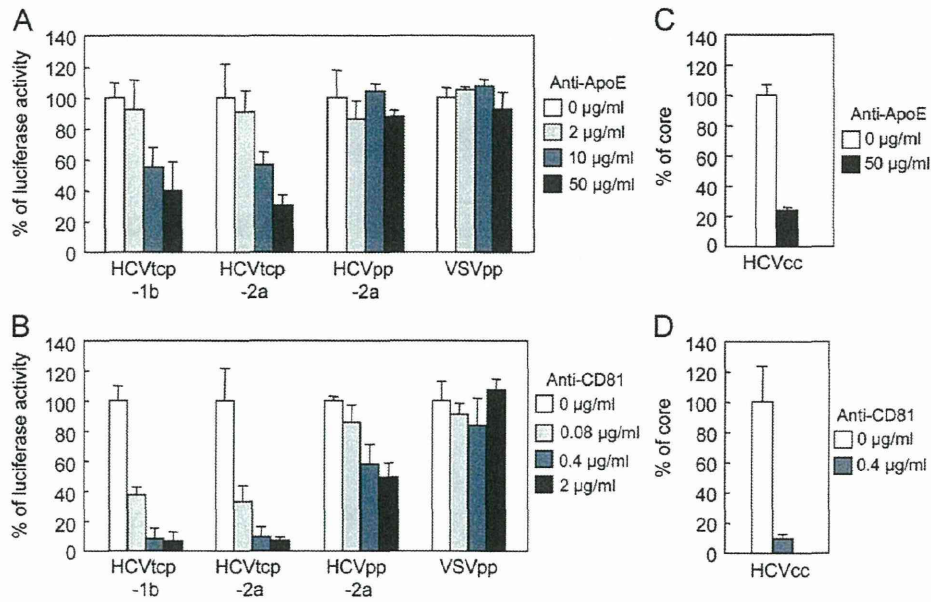 A
% of luciferase activity
140
120
100
80
60
40
20
0
HCVtcp
-1b
HCVtcp
-2a
HCVpp
-2a
VSVpp
Anti-ApoE
0 µg/ml
2 µg/ml
10 µg/ml
50 µg/ml
C
% of core
140
120
100
80
60
40
20
0
HCVcc
Anti-ApoE
0 µg/ml
50 µg/ml
B
% of luciferase activity
140
120
100
80
60
40
20
0
HCVtcp
-1b
HCVtcp
-2a
HCVpp
-2a
VSVpp
Anti-CD81
0 µg/ml
0.08 µg/ml
0.4 µg/ml
2 µg/ml
D
% of core
140
120
100
80
60
40
20
0
HCVcc
Anti-CD81
0 µg/ml
0.4 µg/ml